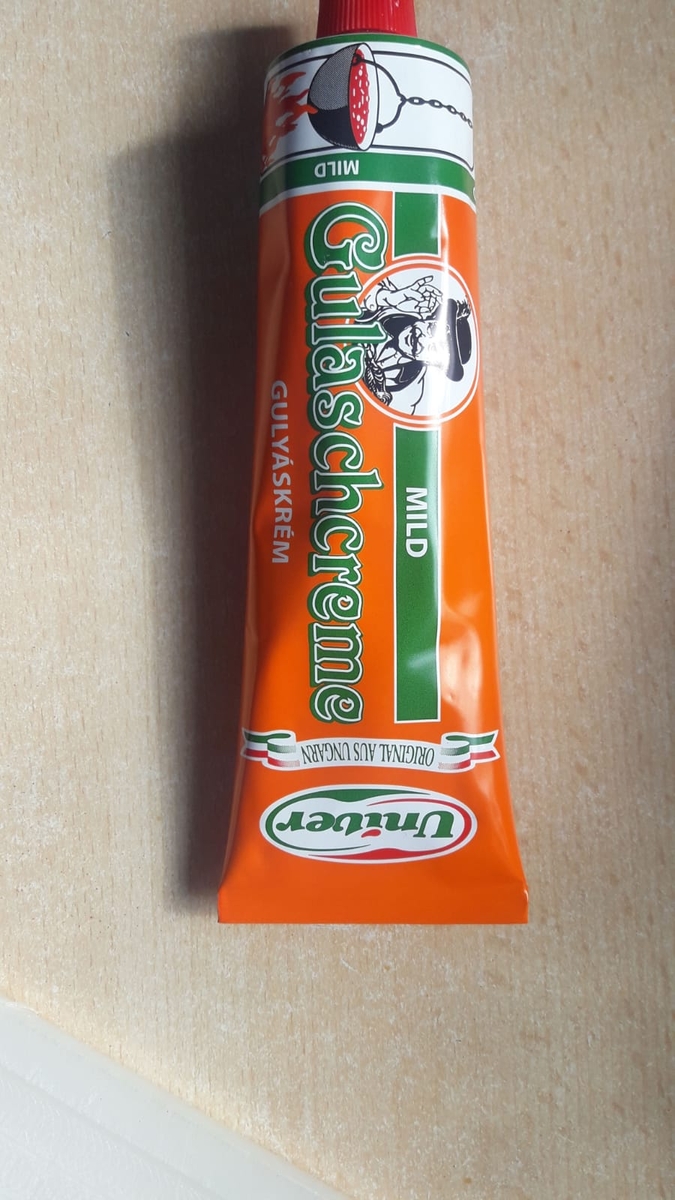 MILD
Gulaschcreme
GULYÁSKRÉM
MILD
ORIGINAL AUS UNGARN
Univer